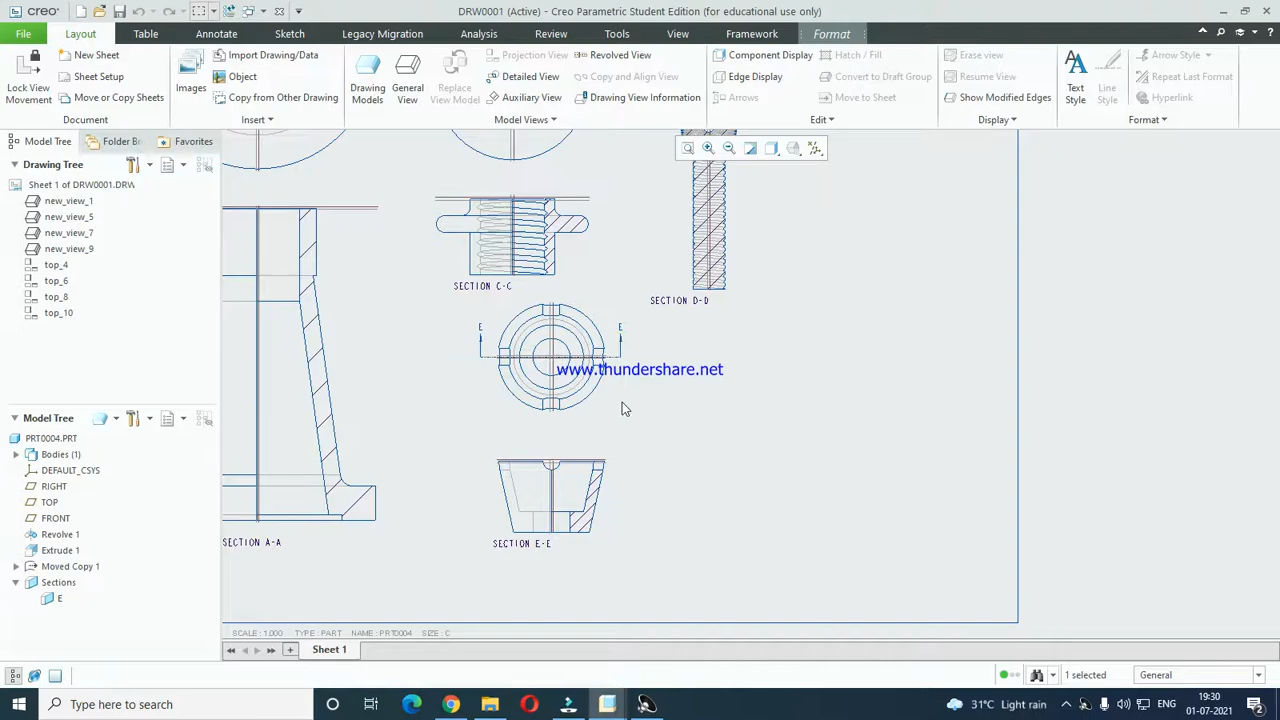 creo
DRW0001 (Active) - Creo Parametric Student Edition (for educational use only)
File
Layout
Table
Annotate
Sketch
Legacy Migration
Analysis
Review
Tools
View
Framework
Format
Lock View Movement
New Sheet
Sheet Setup
Move or Copy Sheets
Document
Images
Import Drawing/Data
Object
Copy from Other Drawing
Insert
Drawing Models
General View
Replace View Model
Projection View
Detailed View
Auxiliary View
Revolved View
Copy and Align View
Drawing View Information
Model Views
Component Display
Edge Display
Arrows
Hatch / Fill
Convert to Draft Group
Move to Sheet
Edit
Erase view
Resume View
Show Modified Edges
Display
Text Style
Line Style
Arrow Style
Repeat Last Format
Hyperlink
Format
Model Tree
Folder Br
Favorites
Drawing Tree
Sheet 1 of DRW0001.DRW
new_view_1
new_view_5
new_view_7
new_view_9
top_4
top_6
top_8
top_10
Model Tree
PRT0004.PRT
Bodies (1)
DEFAULT_CSYS
RIGHT
TOP
FRONT
Revolve 1
Extrude 1
Moved Copy 1
Sections
E
SECTION C-C
SECTION D-D
E
E
www.thundershare.net
SECTION A-A
SECTION E-E
SCALE : 1.000 TYPE : PART NAME : PRT0004 SIZE : C
Sheet 1
1 selected
General
Type here to search
31°C Light rain
ENG
19:30
01-07-2021
2